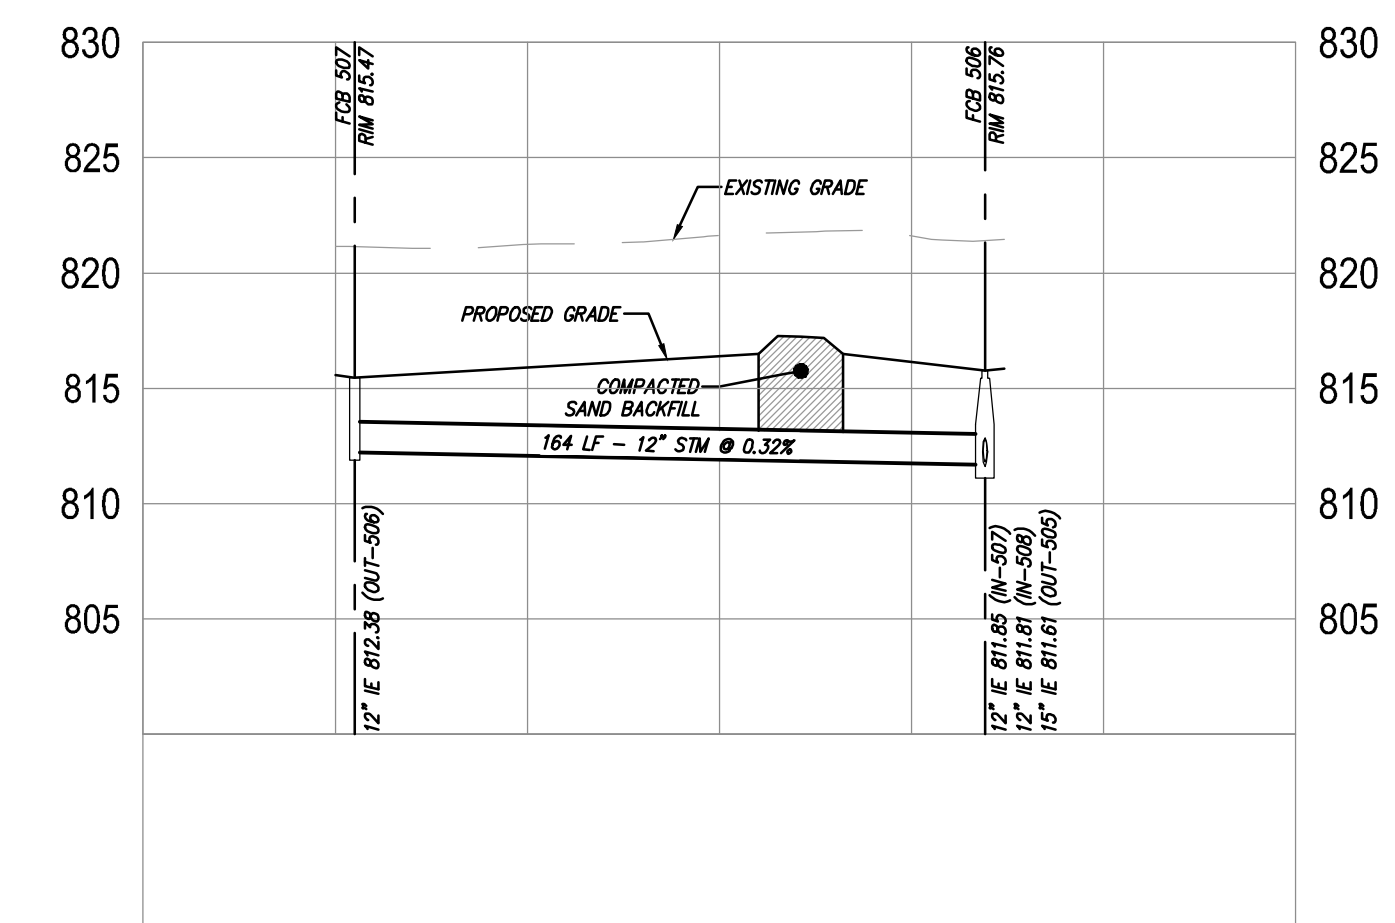 830
830
FCB 507
RIM 815.47
FCB 506
RIM 815.76
825
825
EXISTING GRADE
820
820
PROPOSED GRADE
815
815
COMPACTED
SAND BACKFILL
164 LF - 12" STM @ 0.32%
810
810
12" IE 812.38 (OUT-506)
12" IE 811.85 (IN-507)
12" IE 811.81 (IN-508)
15" IE 811.61 (OUT-505)
805
805